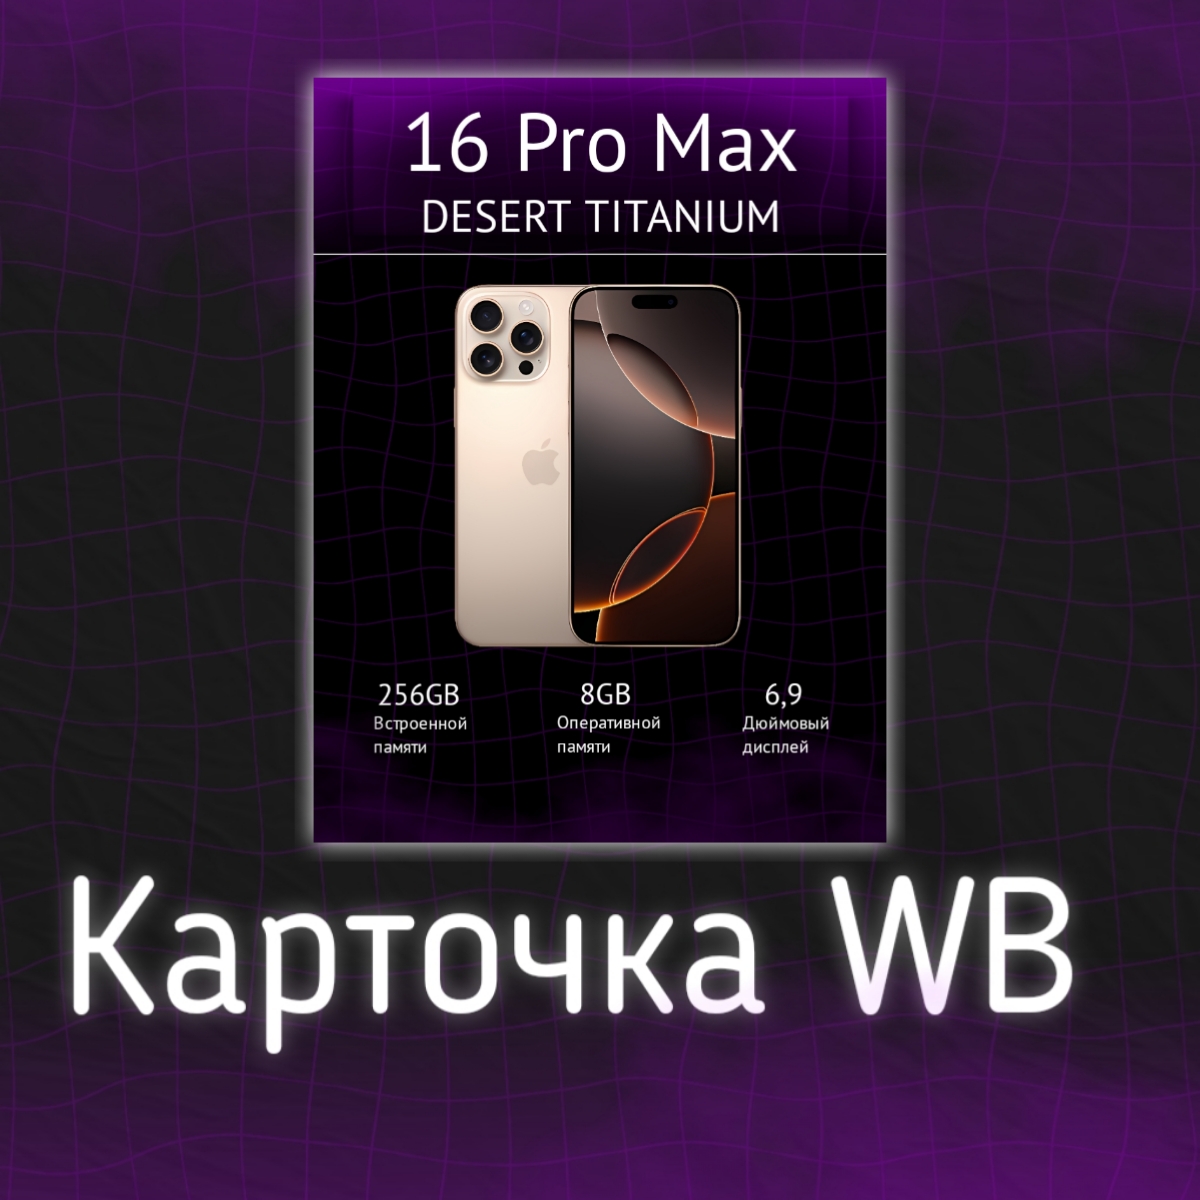 16 Pro Max
DESERT TITANIUM
256GB
Встроенной
памяти
8GB
Оперативной
памяти
6,9
Дюймовый
дисплей
Карточка WB